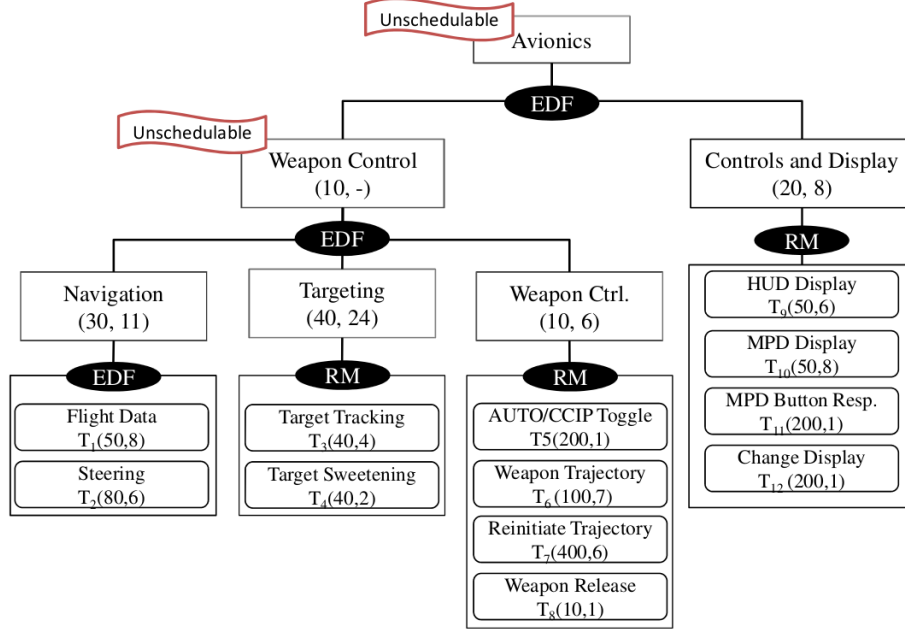 Unschedulable
Avionics
EDF
Unschedulable
Weapon Control
(10, -)
Controls and Display
(20, 8)
EDF
RM
Navigation
(30, 11)
Targeting
(40, 24)
Weapon Ctrl.
(10, 6)
HUD Display
T9(50,6)
MPD Display
T10(50,8)
MPD Button Resp.
T11(200,1)
Change Display
T12(200,1)
EDF
RM
RM
Flight Data
T1(50,8)
Steering
T2(80,6)
Target Tracking
T3(40,4)
Target Sweetening
T4(40,2)
AUTO/CCIP Toggle
T5(200,1)
Weapon Trajectory
T6(100,7)
Reinitiate Trajectory
T7(400,6)
Weapon Release
T8(10,1)